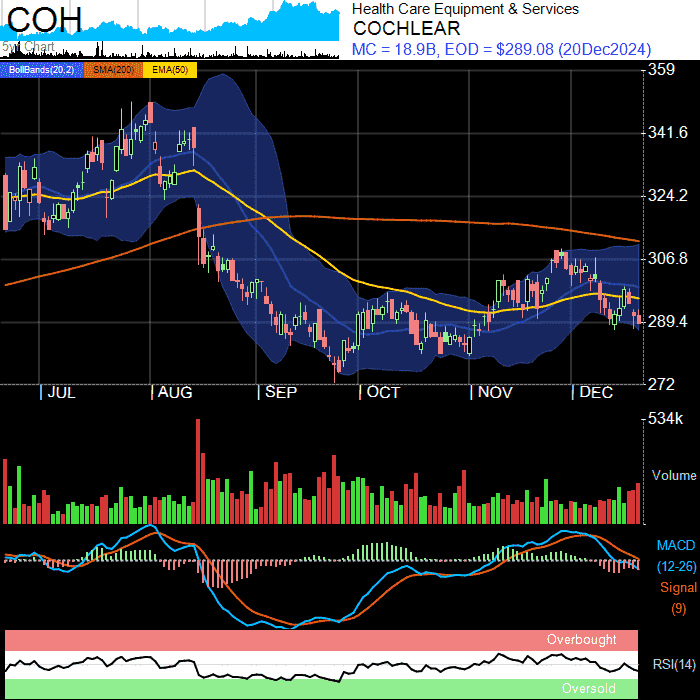 COH
5yr Chart
Health Care Equipment & Services
COCHLEAR
MC = 18.9B, EOD = $289.08 (20Dec2024)
BollBands(20,2) SMA(200) EMA(50)
359
341.6
324.2
306.8
289.4
272
JUL AUG SEP OCT NOV DEC
534k
Volume
MACD
(12-26)
Signal
(9)
Overbought
RSI(14)
Oversold